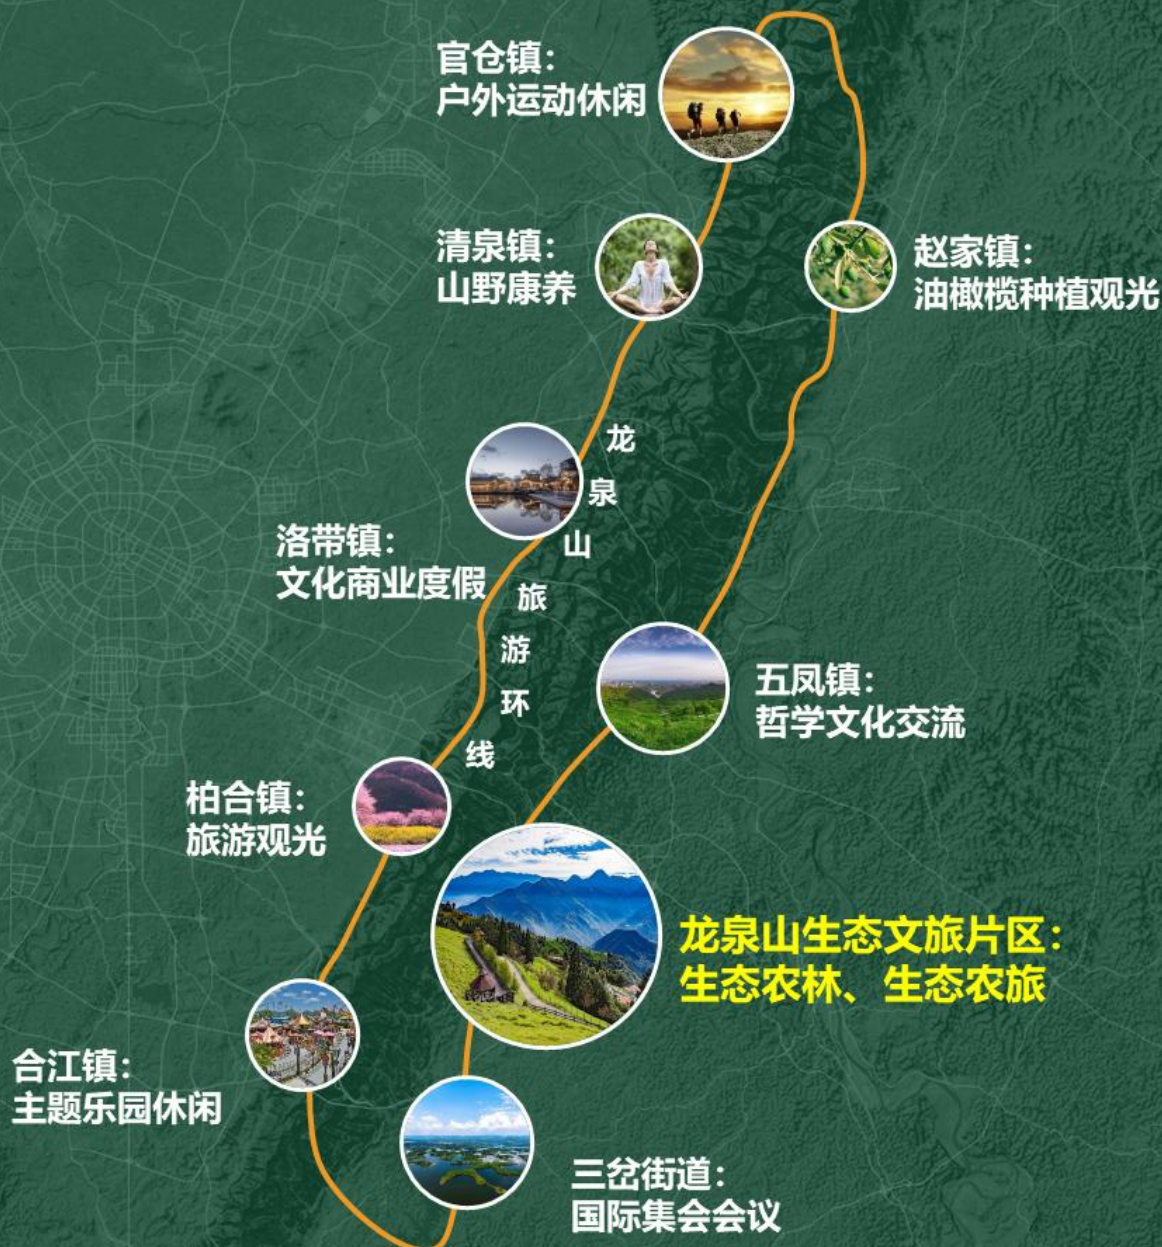 官仓镇：
户外运动休闲
清泉镇：
山野康养
赵家镇：
油橄榄种植观光
龙泉山旅游环线
洛带镇：
文化商业度假
五凤镇：
哲学文化交流
柏合镇：
旅游观光
龙泉山生态文旅片区：
生态农林、生态农旅
合江镇：
主题乐园休闲
三岔街道：
国际集会会议